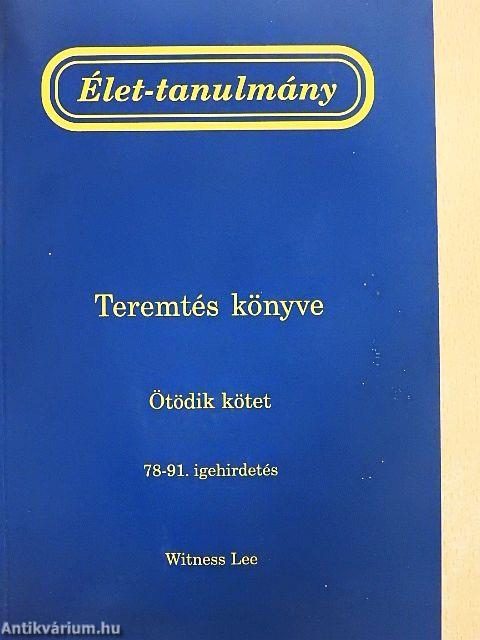 Élet-tanulmány
Teremtés könyve
Ötödik kötet
78-91. igehirdetés
Witness Lee
Antikvárium.hu